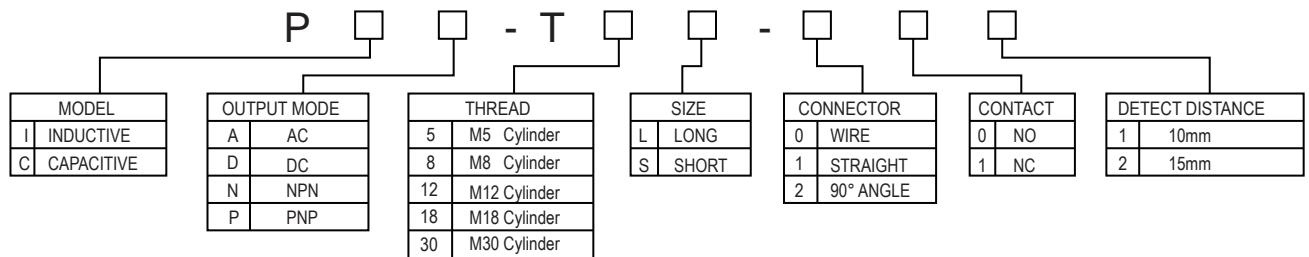 P - T -
MODEL
I INDUCTIVE
C CAPACITIVE
OUTPUT MODE
A AC
D DC
N NPN
P PNP
THREAD
5 M5 Cylinder
8 M8 Cylinder
12 M12 Cylinder
18 M18 Cylinder
30 M30 Cylinder
SIZE
L LONG
S SHORT
CONNECTOR
0 WIRE
1 STRAIGHT
2 90° ANGLE
CONTACT
0 NO
1 NC
DETECT DISTANCE
1 10mm
2 15mm